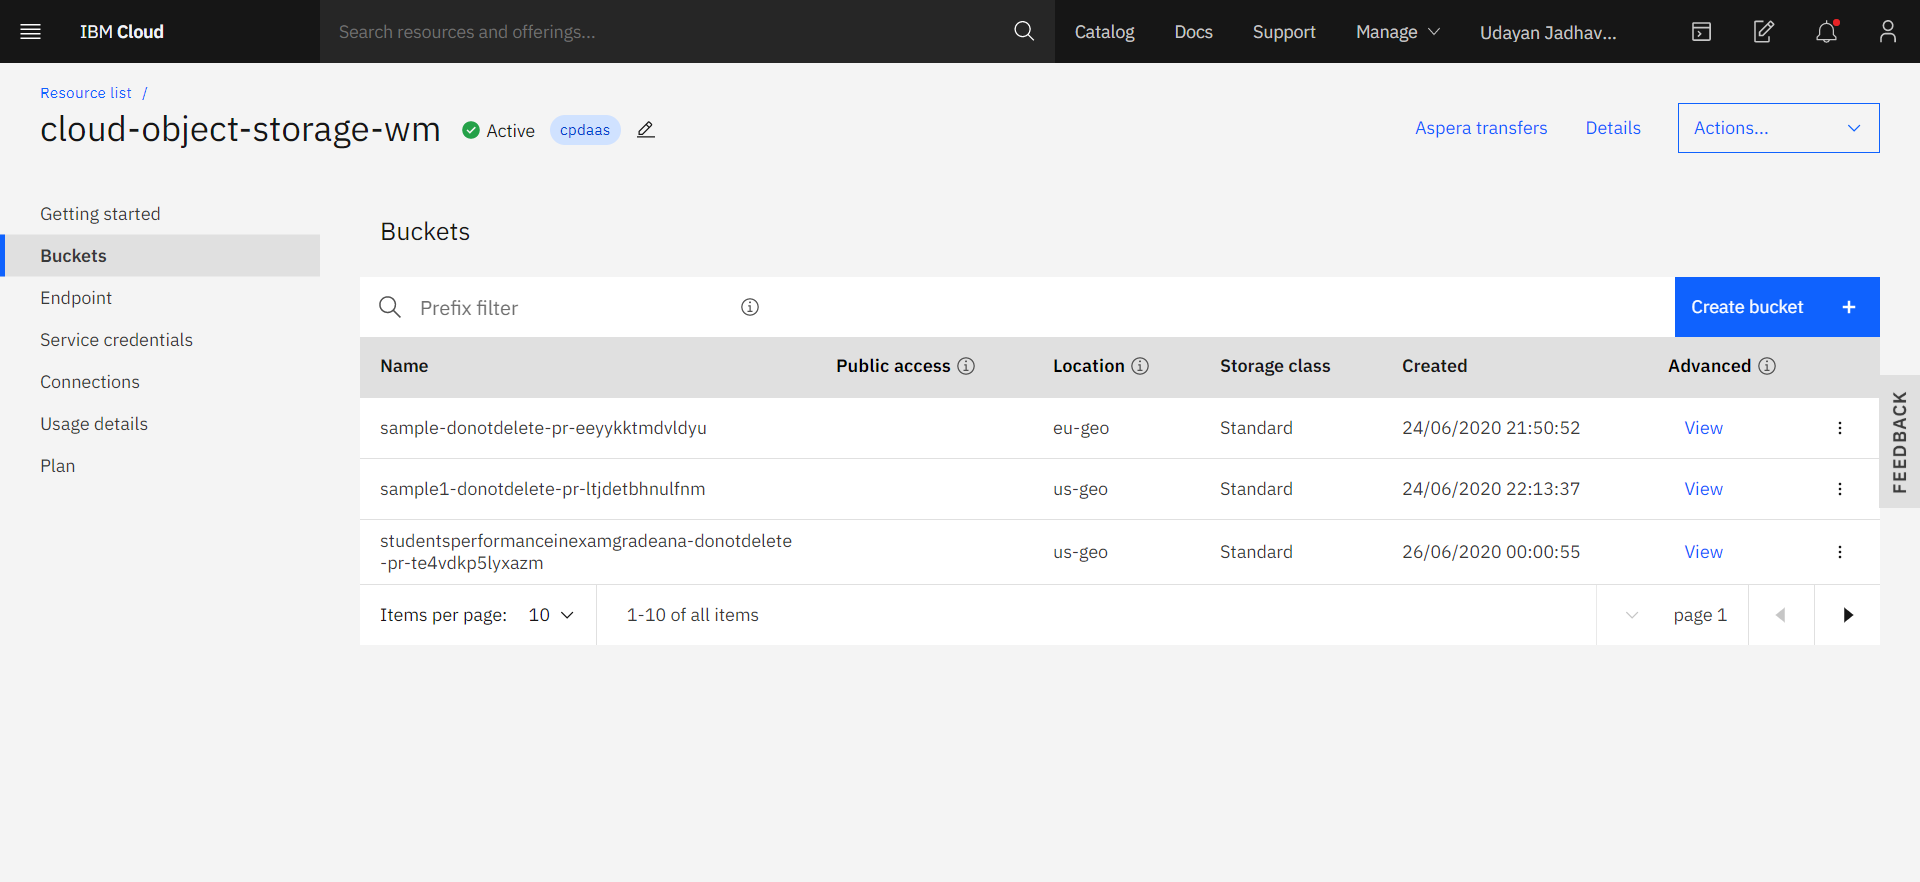 IBM Cloud
Search resources and offerings...
Catalog
Docs
Support
Manage
Udayan Jadhav...
Resource list /
cloud-object-storage-wm
Active
cpdaas
Aspera transfers
Details
Actions...
Getting started
Buckets
Endpoint
Service credentials
Connections
Usage details
Plan
Buckets
Prefix filter
Create bucket +
Name Public access Location Storage class Created Advanced
sample-donotdelete-pr-eeyykktmdvldyu eu-geo Standard 24/06/2020 21:50:52 View
sample1-donotdelete-pr-ltjdetbhnulfnm us-geo Standard 24/06/2020 22:13:37 View
studentsperformanceinexamgradeana-donotdelete
-pr-te4vdkp5lyxazm us-geo Standard 26/06/2020 00:00:55 View
Items per page: 10 1-10 of all items page 1
FEEDBACK